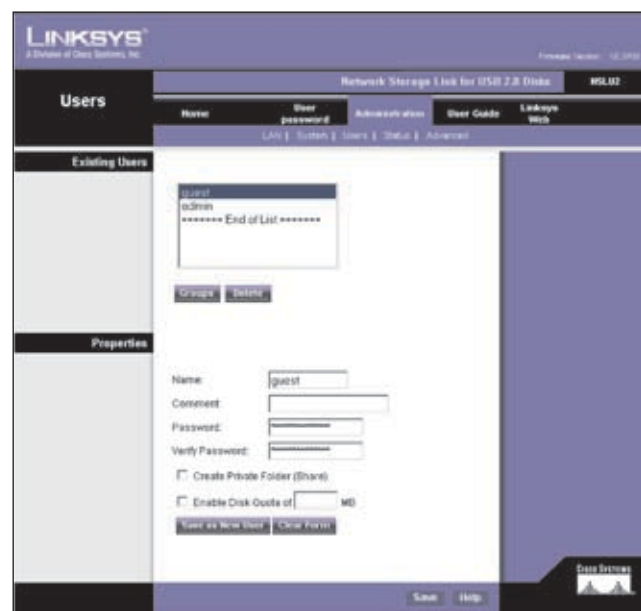 LINKSYS®
A Division of Cisco Systems, Inc.
Firmware Version:
Network Storage Link for USB 2.0 Disks NSLU2
Users
Home User password Administration User Guide Linksys Web
LAN | System | Users | Status | Advanced
Existing Users
guest
admin
======= End of List =======
Groups Delete
Properties
Name: guest
Comment:
Password:
Verify Password:
Create Private Folder (Share)
Enable Disk Quota of MB
Save as New User Clear Form
Cisco Systems
Save Help